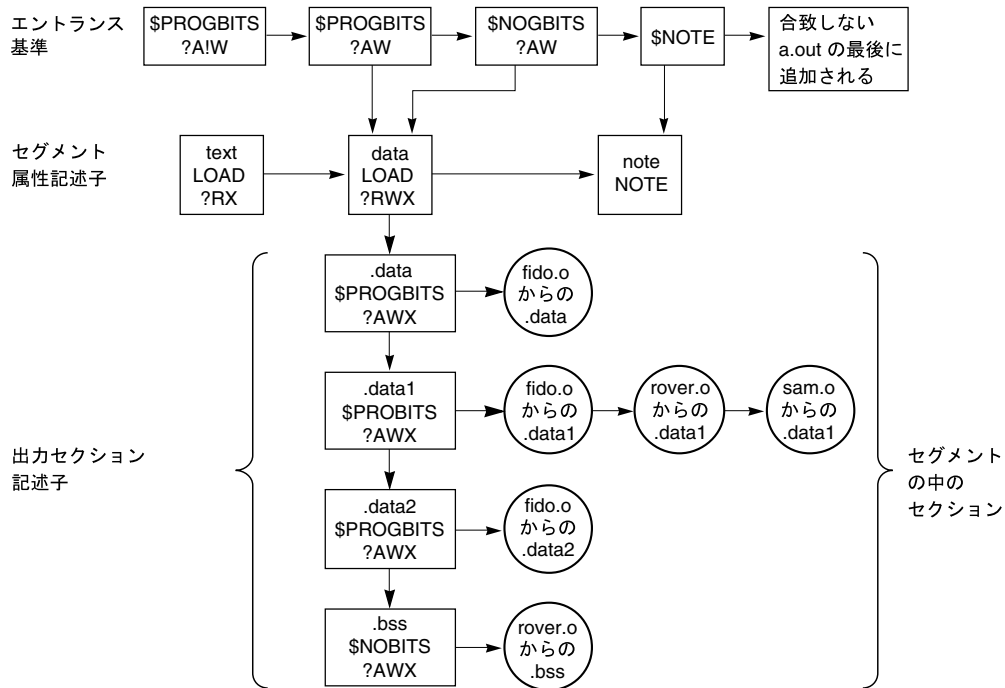 エントランス
基準
$PROGBITS
?A!W
$PROGBITS
?AW
$NOGBITS
?AW
$NOTE
合致しない
a.out の最後に
追加される
セグメント
属性記述子
text
LOAD
?RX
data
LOAD
?RWX
note
NOTE
出力セクション
記述子
.data
$PROGBITS
?AWX
fido.o
からの
.data
.data1
$PROBITS
?AWX
fido.o
からの
.data1
rover.o
からの
.data1
sam.o
からの
.data1
.data2
$PROGBITS
?AWX
fido.o
からの
.data2
.bss
$NOBITS
?AWX
rover.o
からの
.bss
セグメント
の中の
セクション